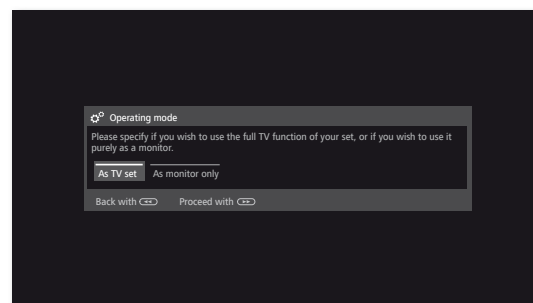 Operating mode
Please specify if you wish to use the full TV function of your set, or if you wish to use it
purely as a monitor.
As TV set As monitor only
Back with Proceed with